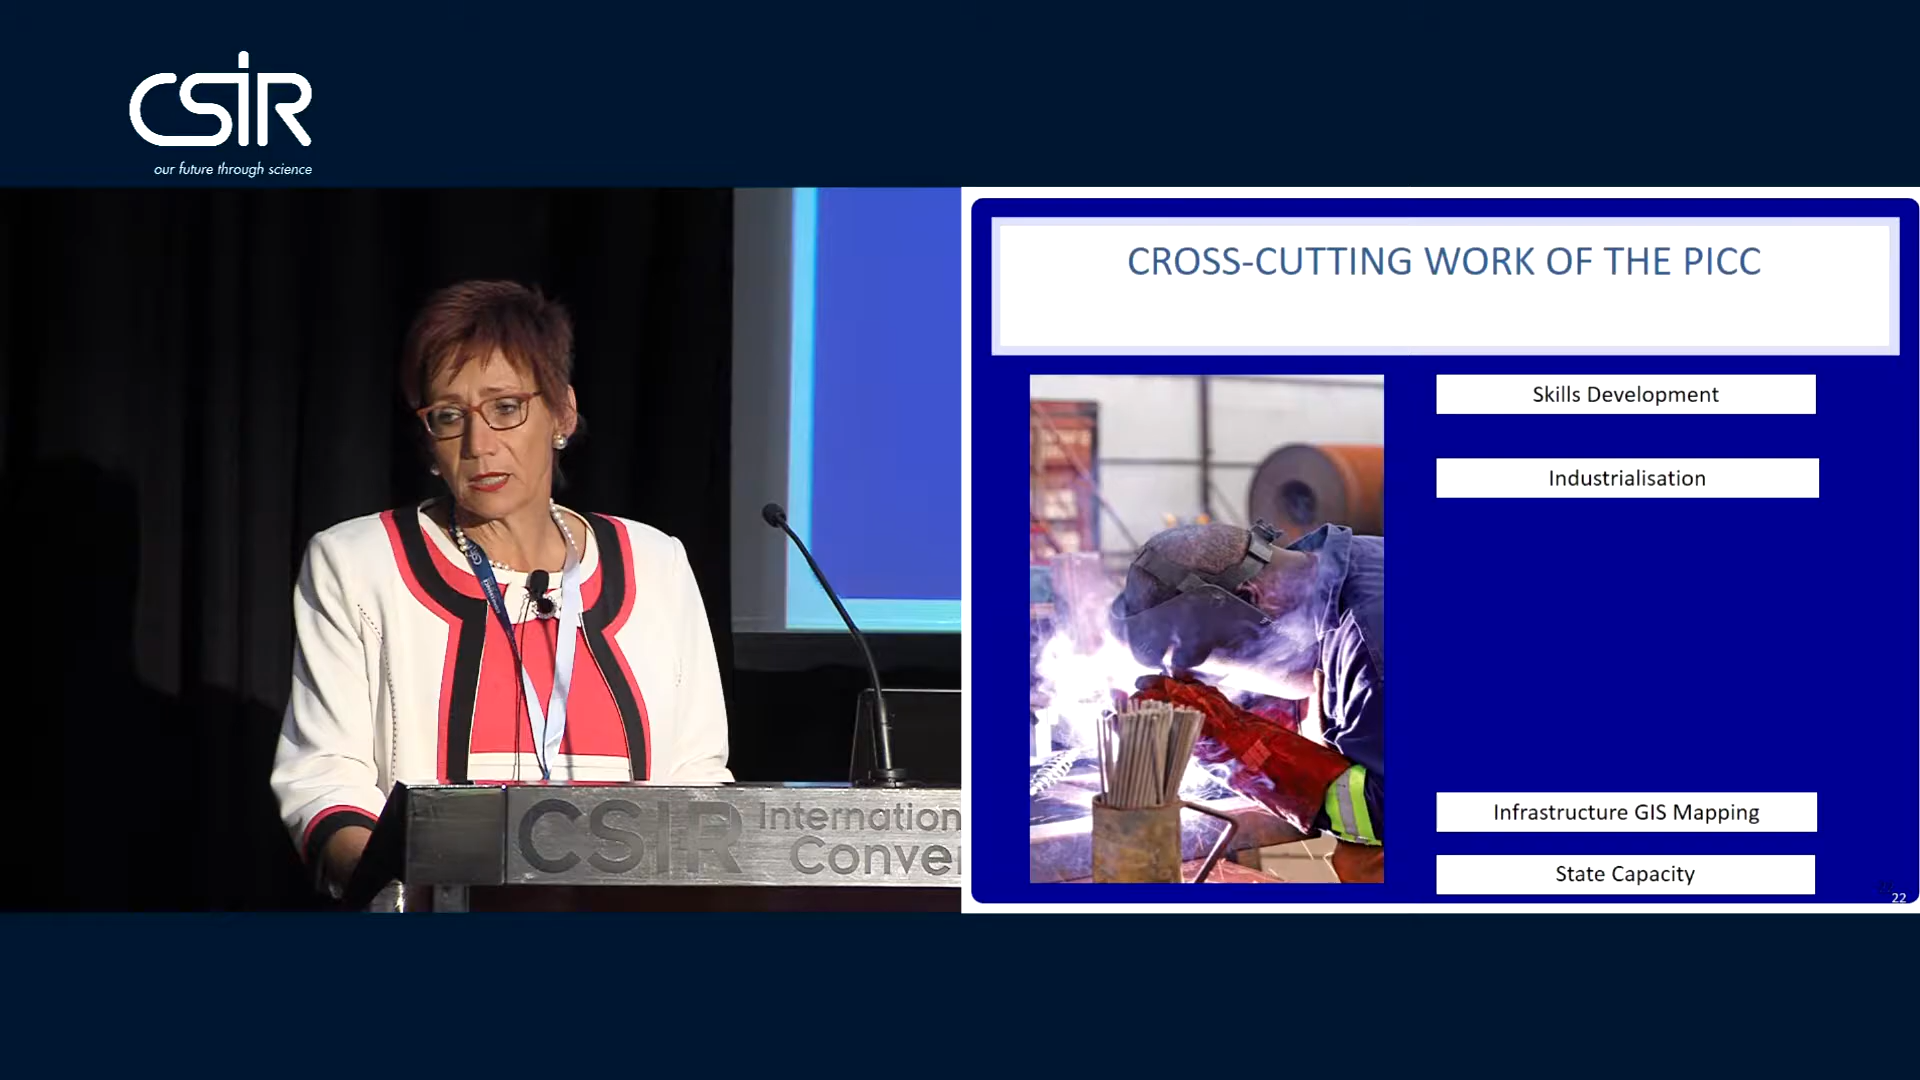 CSIR
our future through science
CSIR
Internation
Conve
CROSS-CUTTING WORK OF THE PICC
Skills Development
Industrialisation
Infrastructure GIS Mapping
State Capacity
22